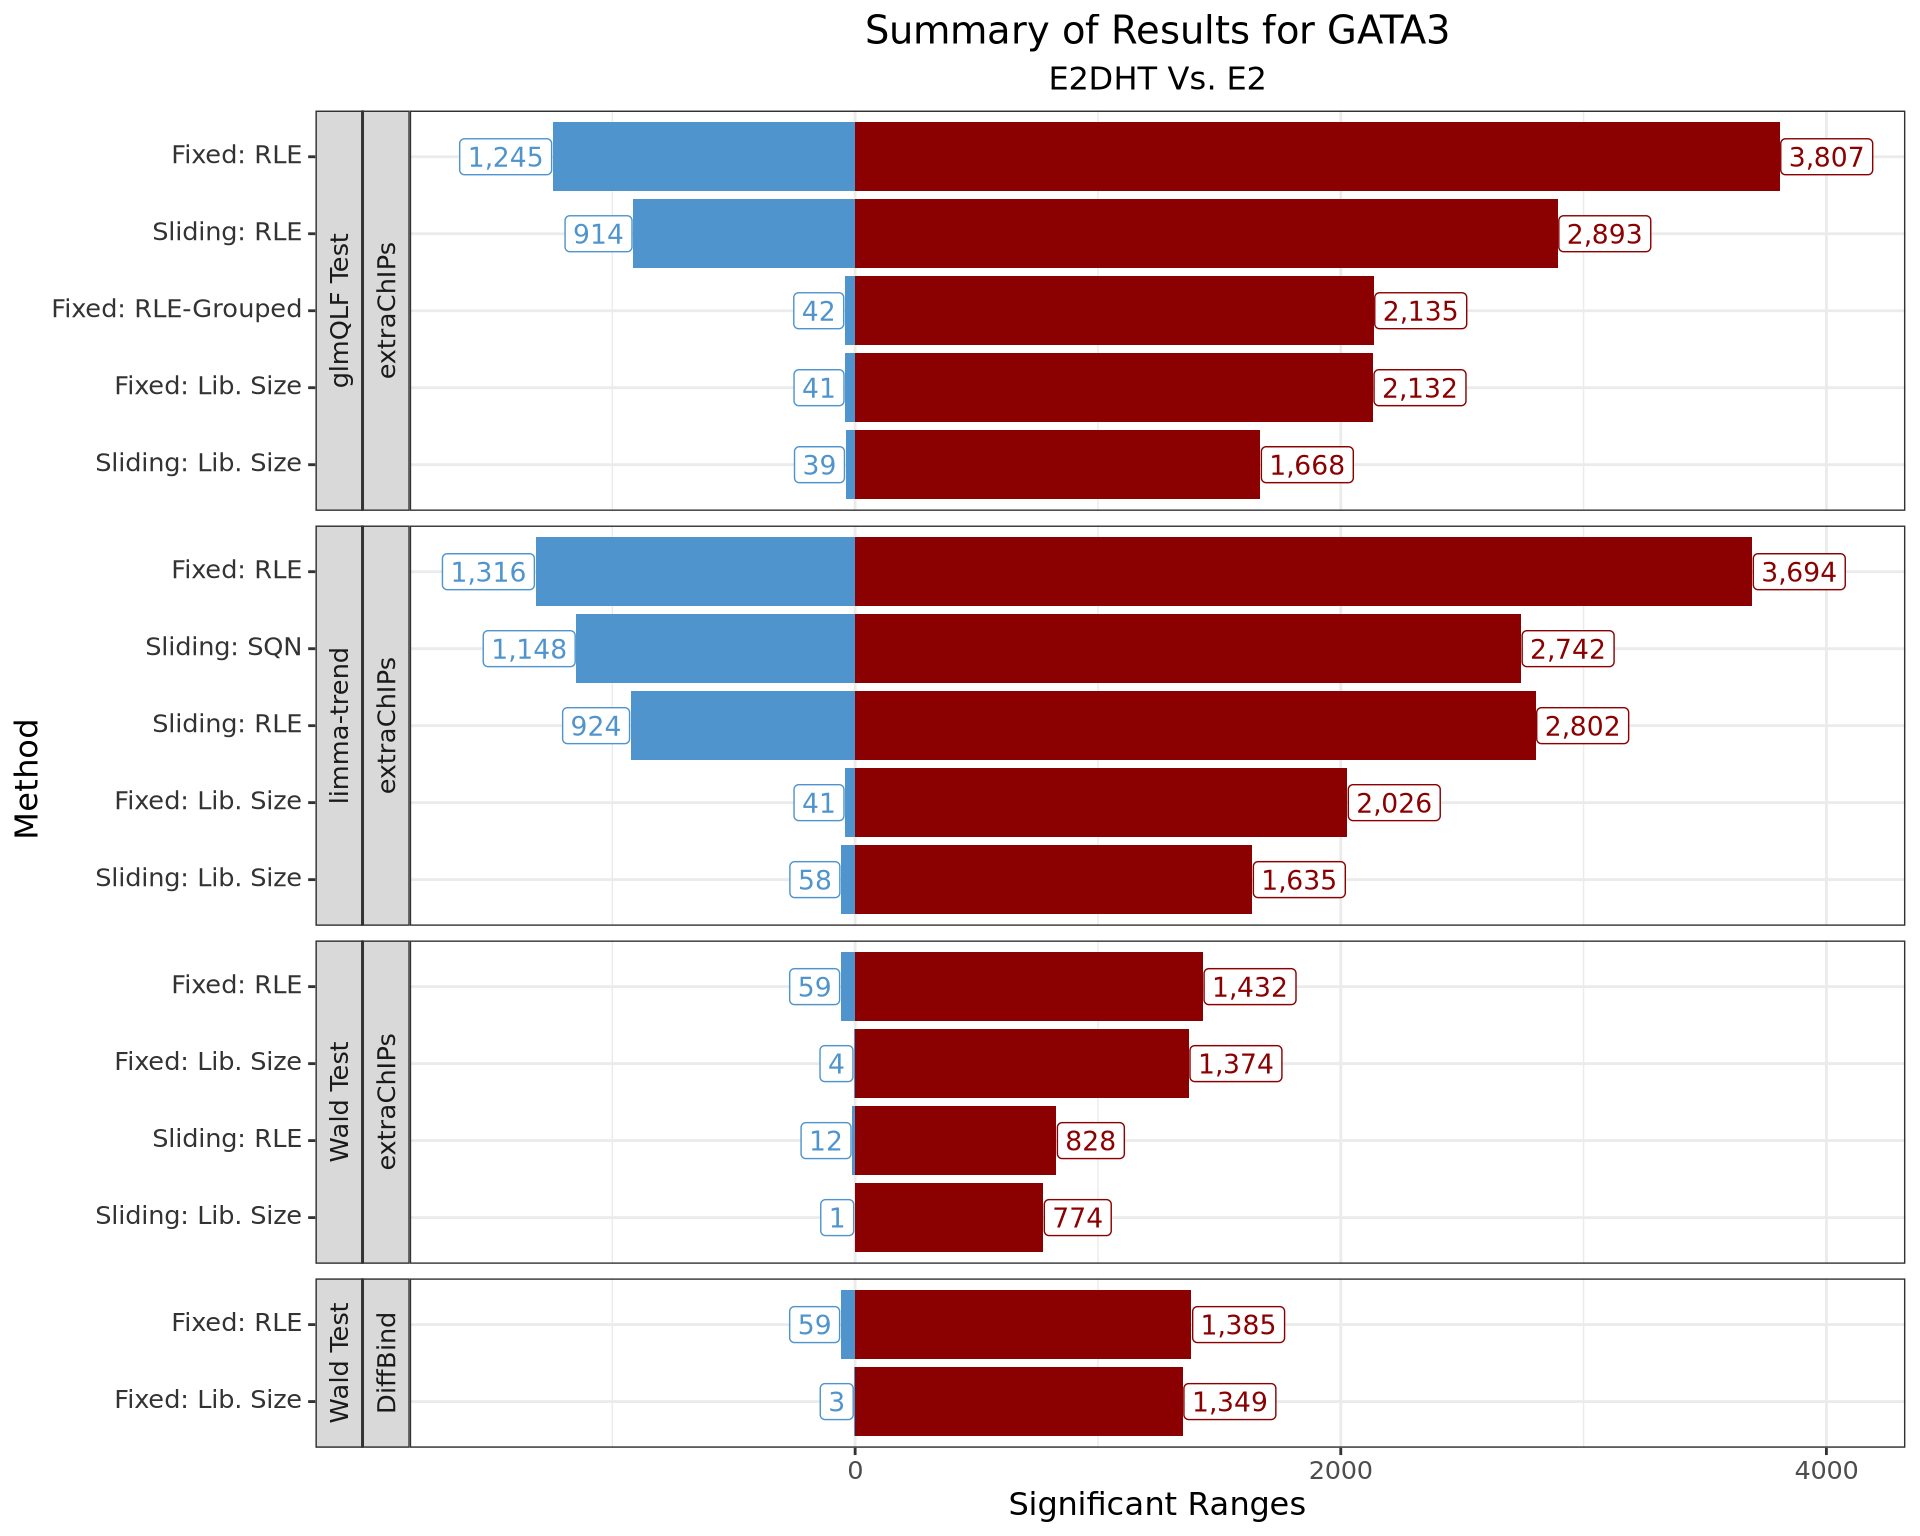 Summary of Results for GATA3
E2DHT Vs. E2
Method
glmQLF Test
extraChIPs
Fixed: RLE 1,245 3,807
Sliding: RLE 914 2,893
Fixed: RLE-Grouped 42 2,135
Fixed: Lib. Size 41 2,132
Sliding: Lib. Size 39 1,668
limma-trend
extraChIPs
Fixed: RLE 1,316 3,694
Sliding: SQN 1,148 2,742
Sliding: RLE 924 2,802
Fixed: Lib. Size 41 2,026
Sliding: Lib. Size 58 1,635
Wald Test
extraChIPs
Fixed: RLE 59 1,432
Fixed: Lib. Size 4 1,374
Sliding: RLE 12 828
Sliding: Lib. Size 1 774
Wald Test
DiffBind
Fixed: RLE 59 1,385
Fixed: Lib. Size 3 1,349
0 2000 4000
Significant Ranges